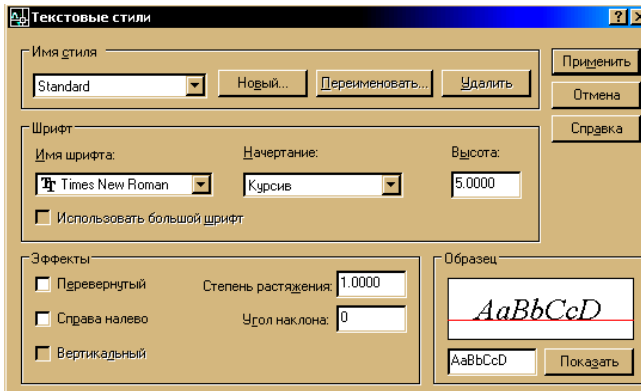 Текстовые стили
Имя стиля
Standard
Новый...
Переименовать...
Удалить
Применить
Отмена
Справка
Шрифт
Имя шрифта:
Начертание:
Высота:
Times New Roman
Курсив
5.0000
Использовать большой шрифт
Эффекты
Перевернутый
Степень растяжения: 1.0000
Справа налево
Угол наклона: 0
Вертикальный
Образец
AaBbCcD
AaBbCcD
Показать